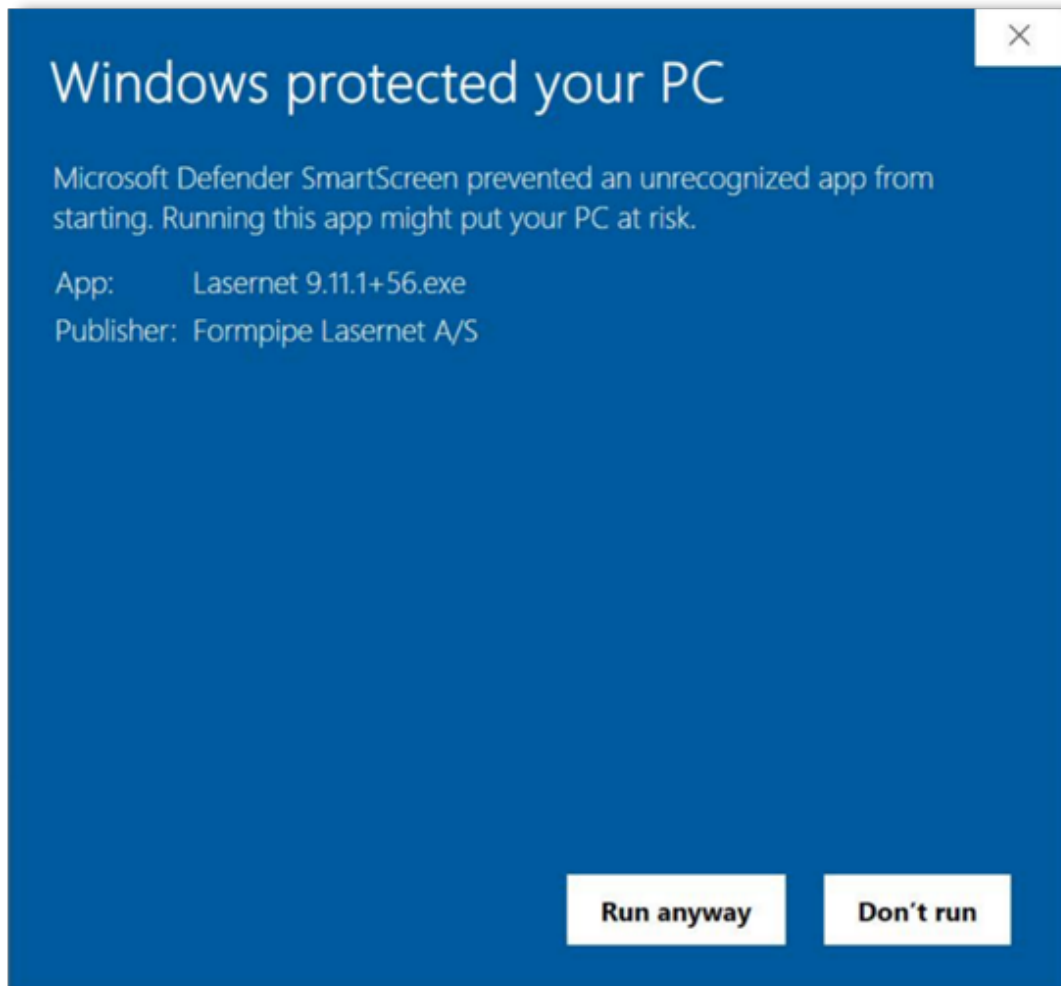 Windows protected your PC
Microsoft Defender SmartScreen prevented an unrecognized app from
starting. Running this app might put your PC at risk.
App: Lasernet 9.11.1+56.exe
Publisher: Formpipe Lasernet A/S
Run anyway Don't run